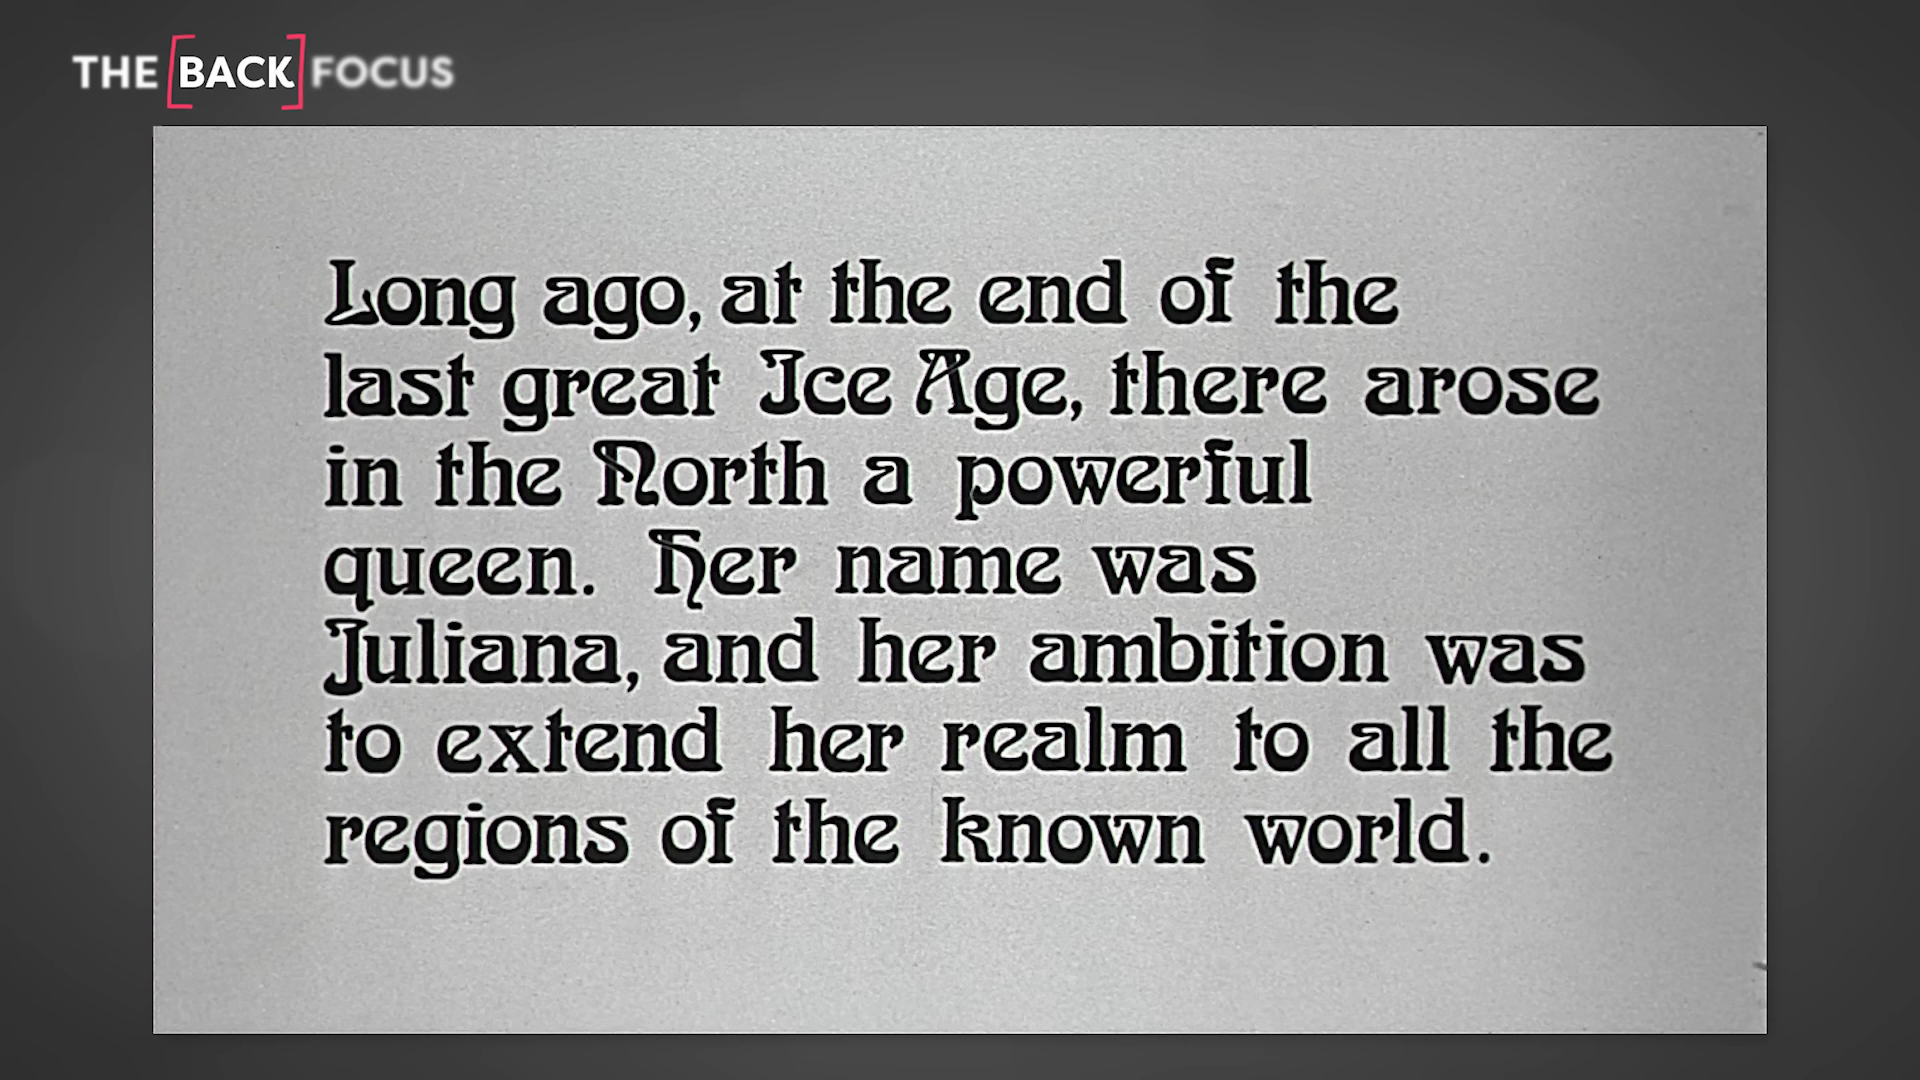 THE [BACK] FOCUS
Long ago, at the end of the
last great Ice Age, there arose
in the North a powerful
queen. Her name was
Juliana, and her ambition was
to extend her realm to all the
regions of the known world.